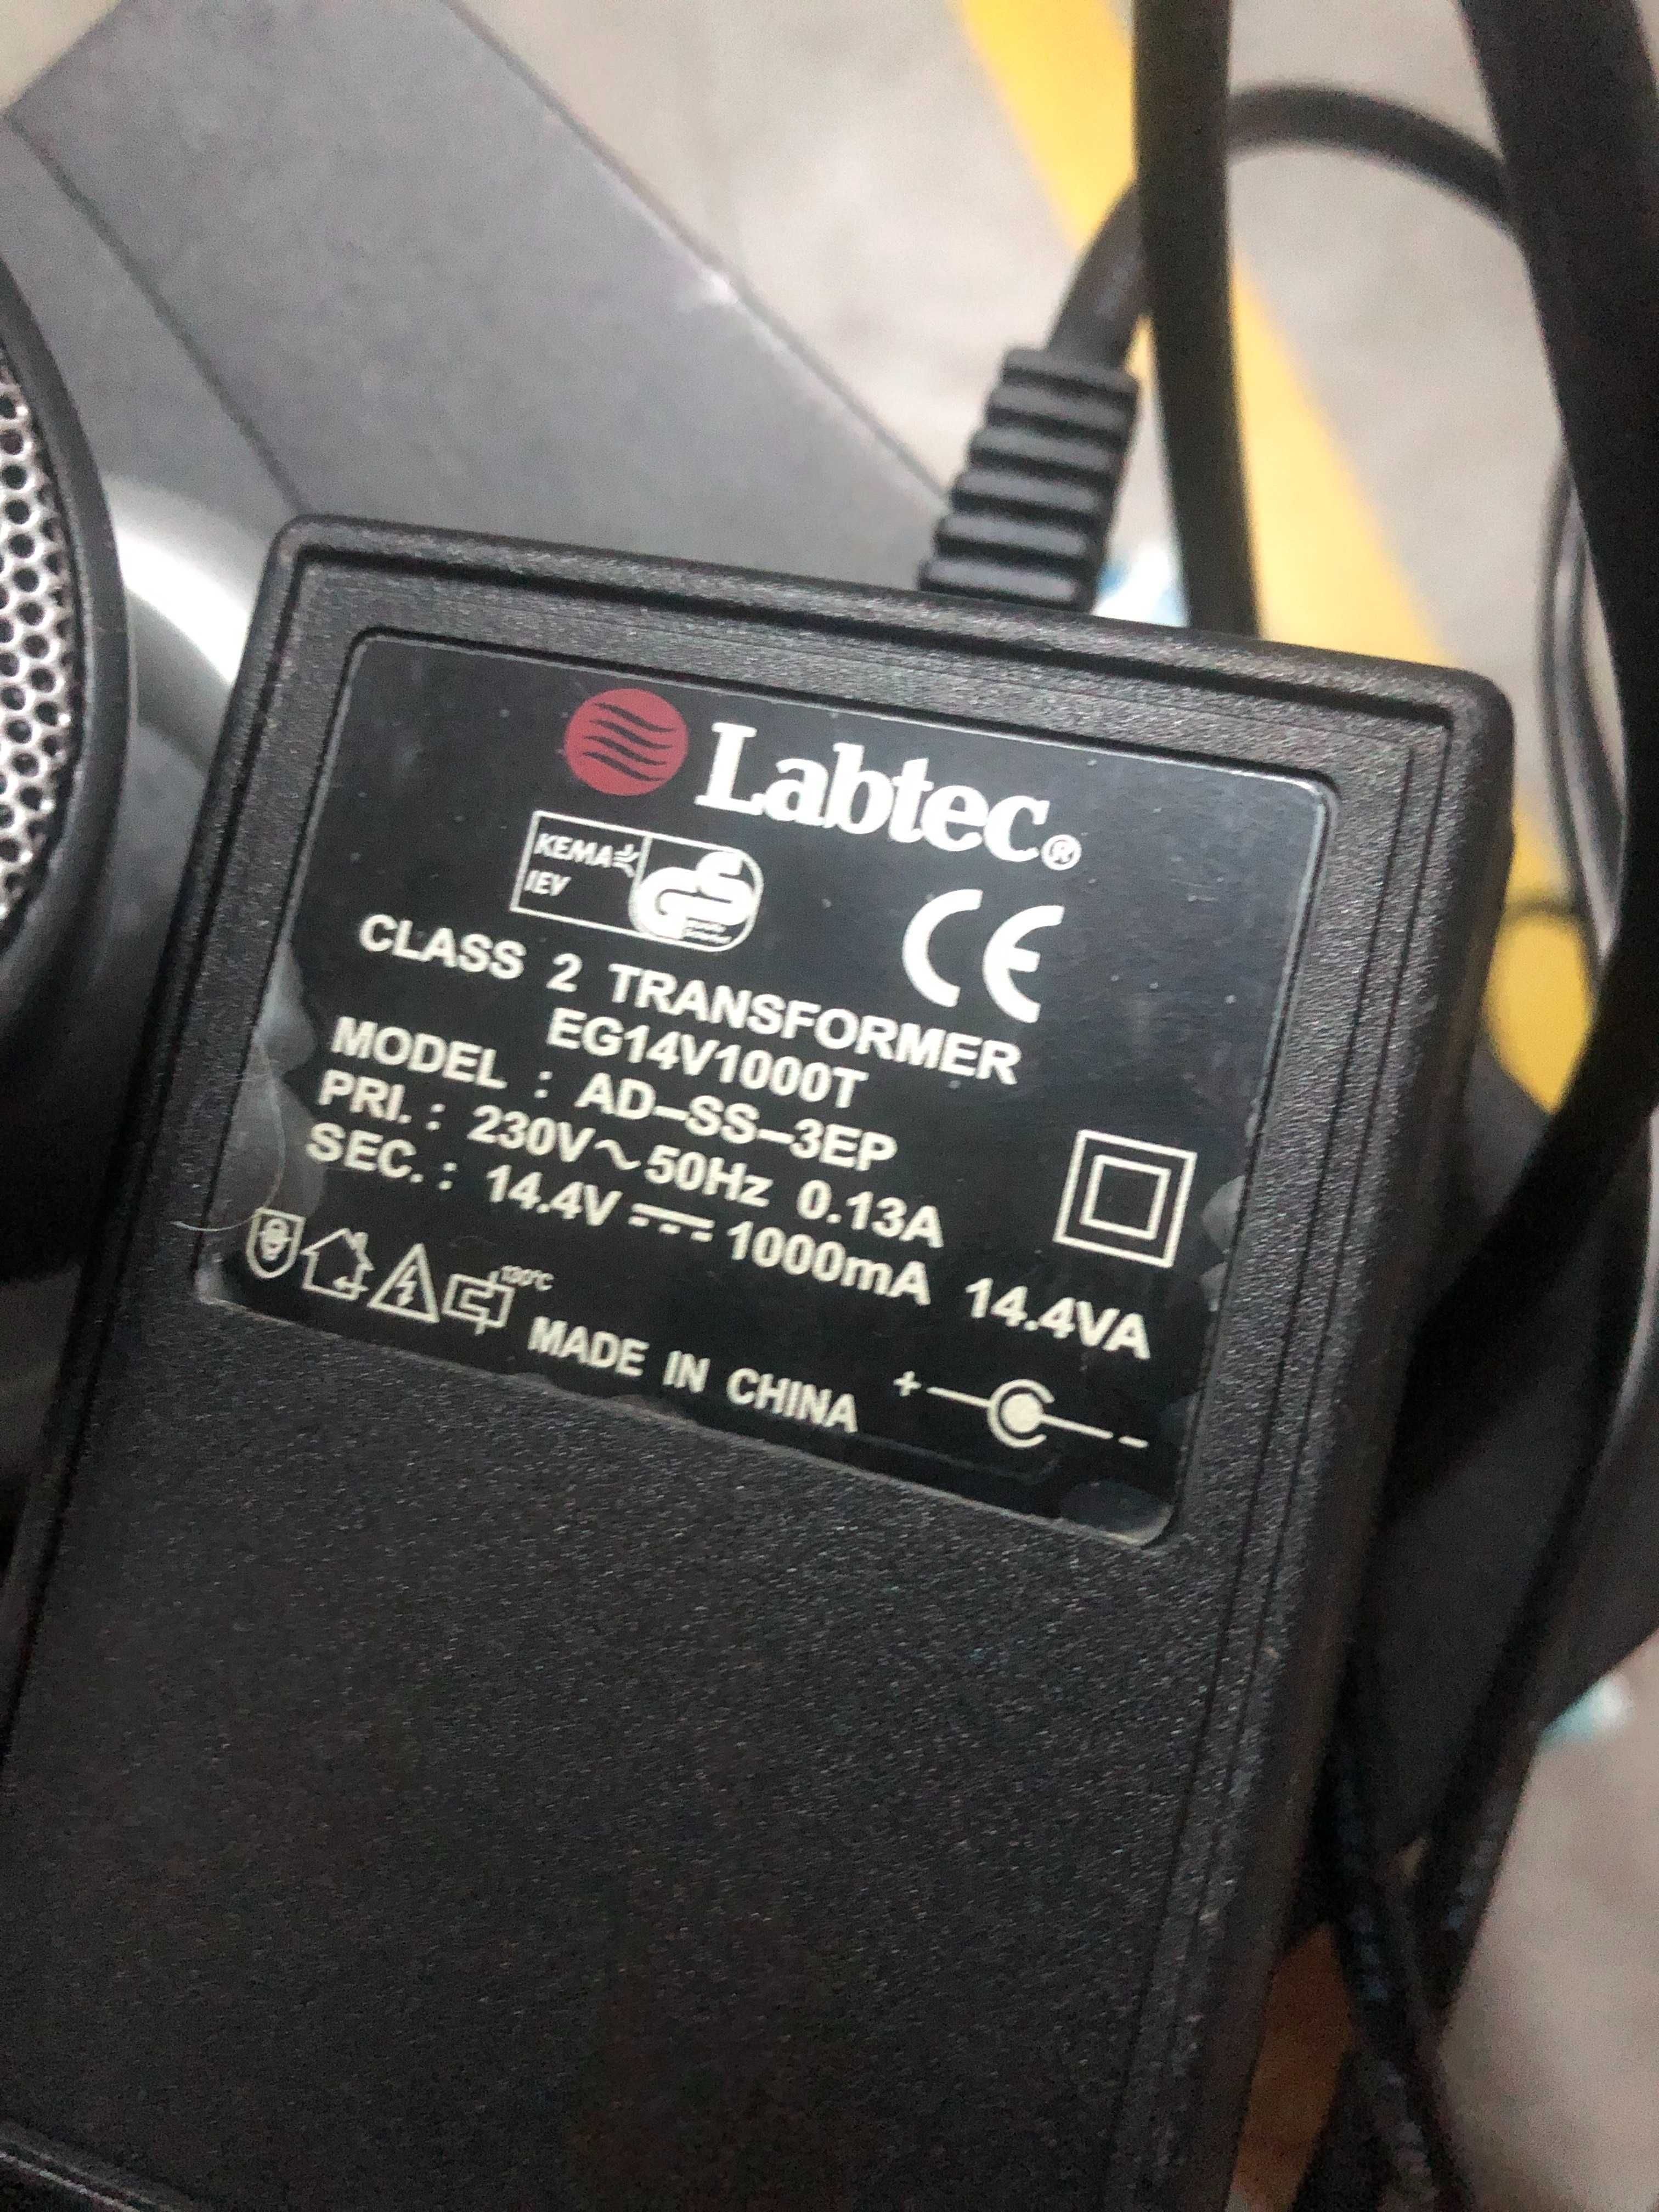 Labtec®
KEMA
IEV
CE
CLASS 2 TRANSFORMER
EG14V1000T
MODEL : AD-SS-3EP
PRI. : 230V~50Hz 0.13A
SEC. : 14.4V ⎓ 1000mA 14.4VA
130°C
MADE IN CHINA
+ -